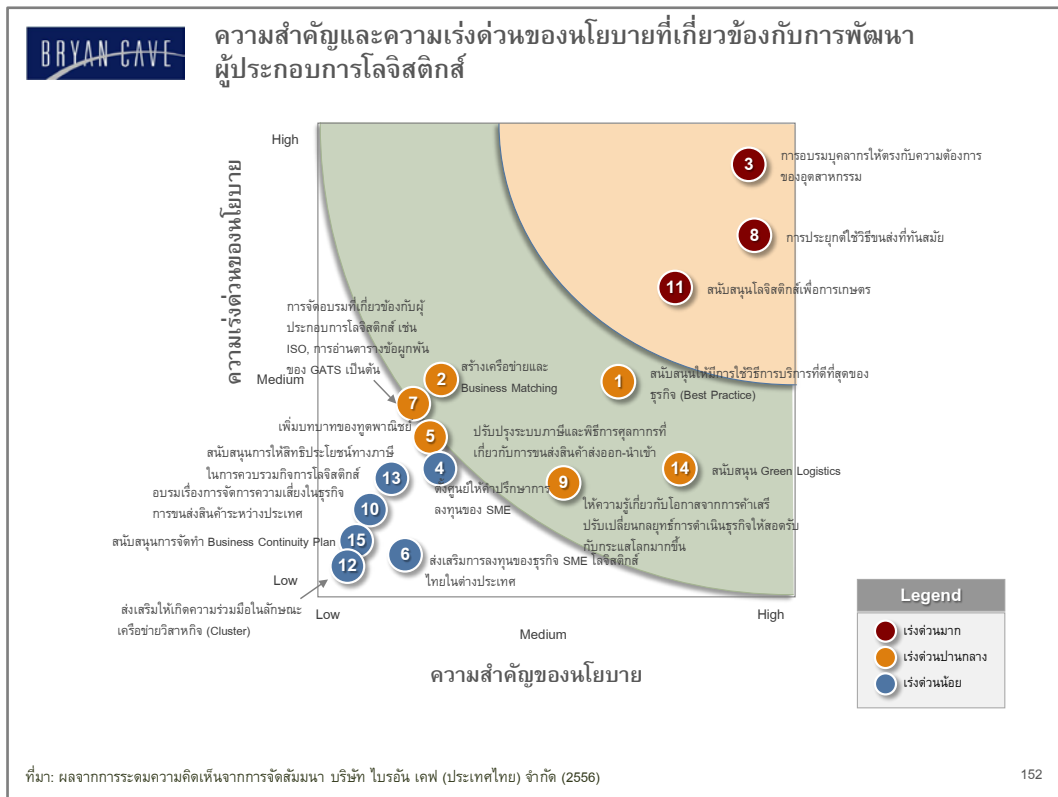 BRYAN CAVE
ความสำคัญและความเร่งด่วนของนโยบายที่เกี่ยวข้องกับการพัฒนา
ผู้ประกอบการโลจิสติกส์
High
ความเร่งด่วนของนโยบาย
3
การอบรมบุคลากรให้ตรงกับความต้องการ
ของอุตสาหกรรม
8
การประยุกต์ใช้วิธีขนส่งที่ทันสมัย
11
สนับสนุนโลจิสติกส์เพื่อการเกษตร
การจัดอบรมที่เกี่ยวข้องกับผู้
ประกอบการโลจิสติกส์ เช่น
ISO, การอ่านตารางข้อผูกพัน
ของ GATS เป็นต้น
Medium
2
สร้างเครือข่ายและ
Business Matching
1
สนับสนุนให้มีการใช้วิธีการบริการที่ดีที่สุดของ
ธุรกิจ (Best Practice)
7
เพิ่มบทบาทของทูตพาณิชย์
5
ปรับปรุงระบบภาษีและพิธีการศุลกากรที่
เกี่ยวกับการขนส่งสินค้าส่งออก-นำเข้า
สนับสนุนการให้สิทธิประโยชน์ทางภาษี
ในการควบรวมกิจการโลจิสติกส์
13
4
ตั้งศูนย์ให้คำปรึกษาการ
ลงทุนของ SME
9
14
สนับสนุน Green Logistics
อบรมเรื่องการจัดการความเสี่ยงในธุรกิจ
การขนส่งสินค้าระหว่างประเทศ
10
ให้ความรู้เกี่ยวกับโอกาสจากการค้าเสรี
ปรับเปลี่ยนกลยุทธ์การดำเนินธุรกิจให้สอดรับ
กับกระแสโลกมากขึ้น
สนับสนุนการจัดทำ Business Continuity Plan
15
12
6
ส่งเสริมการลงทุนของธุรกิจ SME โลจิสติกส์
ไทยในต่างประเทศ
Low
ส่งเสริมให้เกิดความร่วมมือในลักษณะ
เครือข่ายวิสาหกิจ (Cluster)
Low
Medium
High
ความสำคัญของนโยบาย
Legend
เร่งด่วนมาก
เร่งด่วนปานกลาง
เร่งด่วนน้อย
ที่มา: ผลจากการระดมความคิดเห็นจากการจัดสัมมนา บริษัท ไบรอัน เคฟ (ประเทศไทย) จำกัด (2556)
152